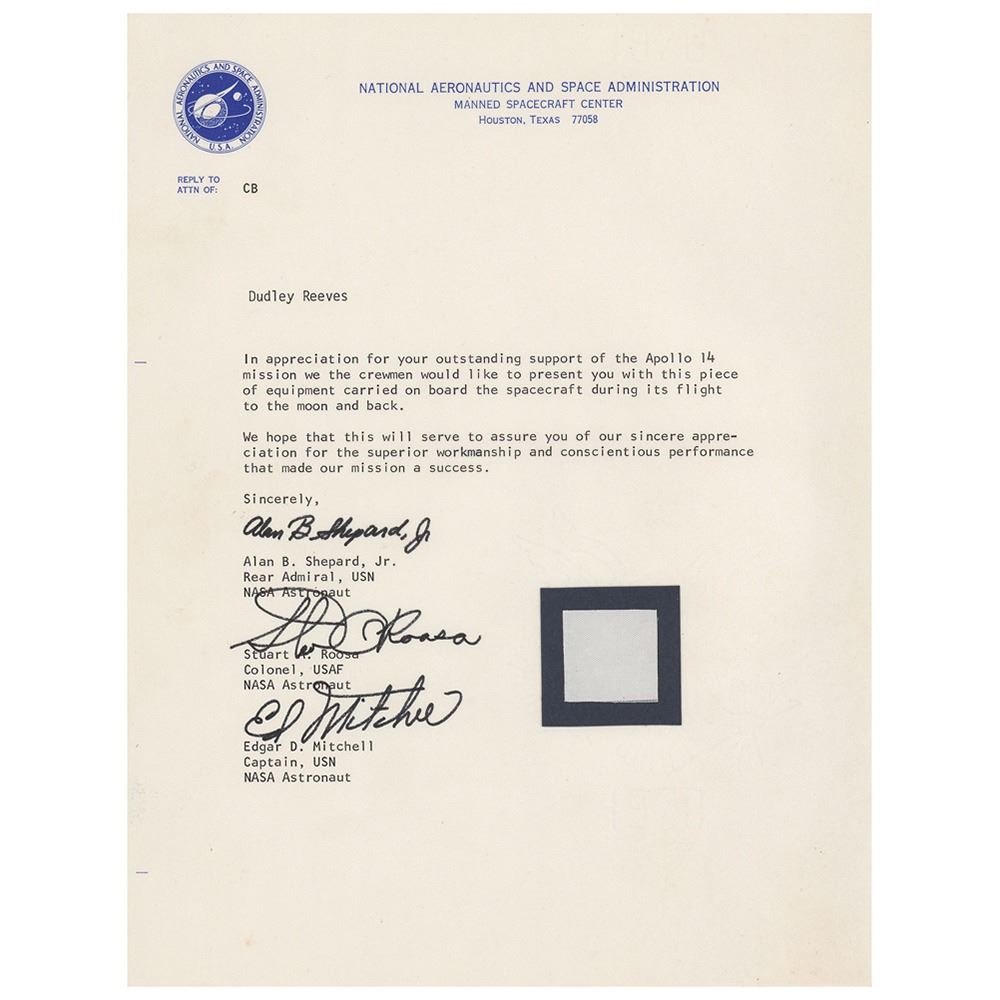 NATIONAL AERONAUTICS AND SPACE ADMINISTRATION
U.S.A.
NATIONAL AERONAUTICS AND SPACE ADMINISTRATION
MANNED SPACECRAFT CENTER
HOUSTON, TEXAS 77058
REPLY TO
ATTN OF: CB
Dudley Reeves
In appreciation for your outstanding support of the Apollo 14
mission we the crewmen would like to present you with this piece
of equipment carried on board the spacecraft during its flight
to the moon and back.
We hope that this will serve to assure you of our sincere appre-
ciation for the superior workmanship and conscientious performance
that made our mission a success.
Sincerely,
Alan B Shepard, Jr
Alan B. Shepard, Jr.
Rear Admiral, USN
NASA Astronaut
Stu Roosa
Stuart A. Roosa
Colonel, USAF
NASA Astronaut
Ed Mitchell
Edgar D. Mitchell
Captain, USN
NASA Astronaut